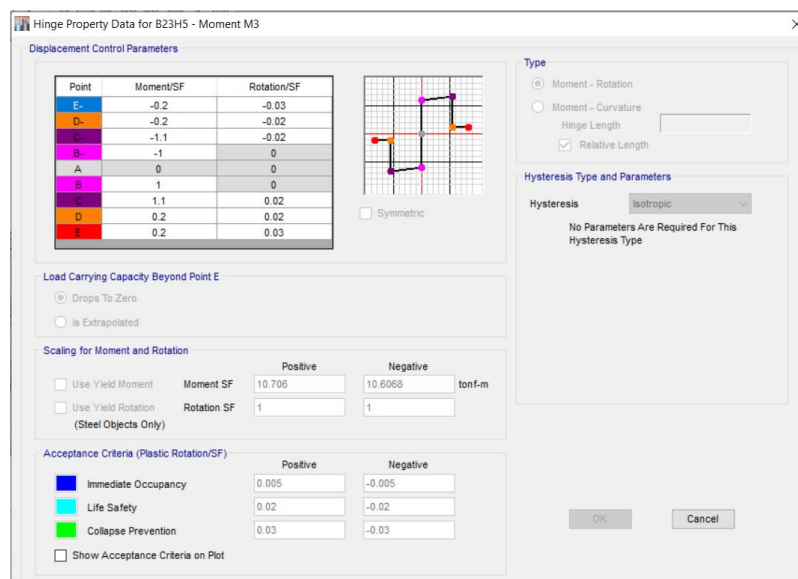 Hinge Property Data for B23H5 - Moment M3
Displacement Control Parameters
Point Moment/SF Rotation/SF
E- -0.2 -0.03
D- -0.2 -0.02
C- -1.1 -0.02
B- -1 0
A 0 0
B 1 0
C 1.1 0.02
D 0.2 0.02
E 0.2 0.03
Symmetric
Load Carrying Capacity Beyond Point E
Drops To Zero
Is Extrapolated
Scaling for Moment and Rotation
Positive Negative
Use Yield Moment Moment SF 10.706 10.6068 tonf-m
Use Yield Rotation Rotation SF 1 1
(Steel Objects Only)
Acceptance Criteria (Plastic Rotation/SF)
Positive Negative
Immediate Occupancy 0.005 -0.005
Life Safety 0.02 -0.02
Collapse Prevention 0.03 -0.03
Show Acceptance Criteria on Plot
Type
Moment - Rotation
Moment - Curvature
Hinge Length
Relative Length
Hysteresis Type and Parameters
Hysteresis Isotropic
No Parameters Are Required For This
Hysteresis Type
OK Cancel